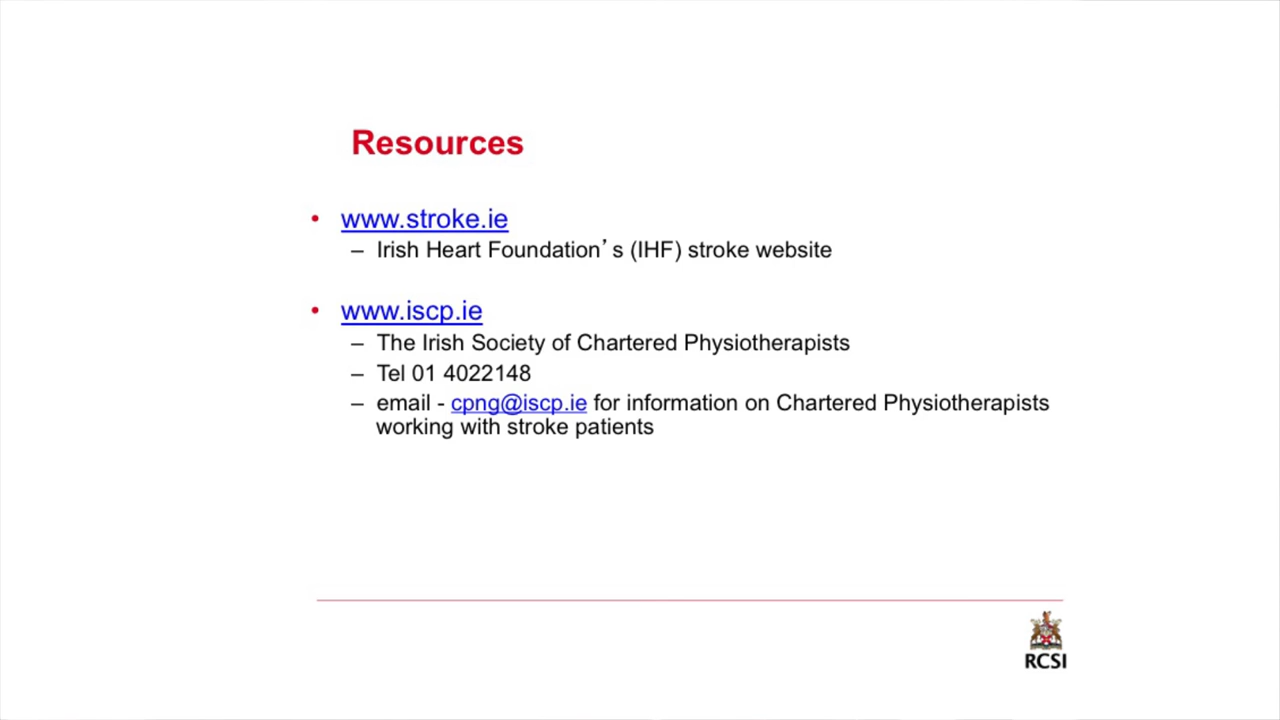 Resources
• www.stroke.ie
– Irish Heart Foundation’s (IHF) stroke website
• www.iscp.ie
– The Irish Society of Chartered Physiotherapists
– Tel 01 4022148
– email - cpng@iscp.ie for information on Chartered Physiotherapists
working with stroke patients
RCSI